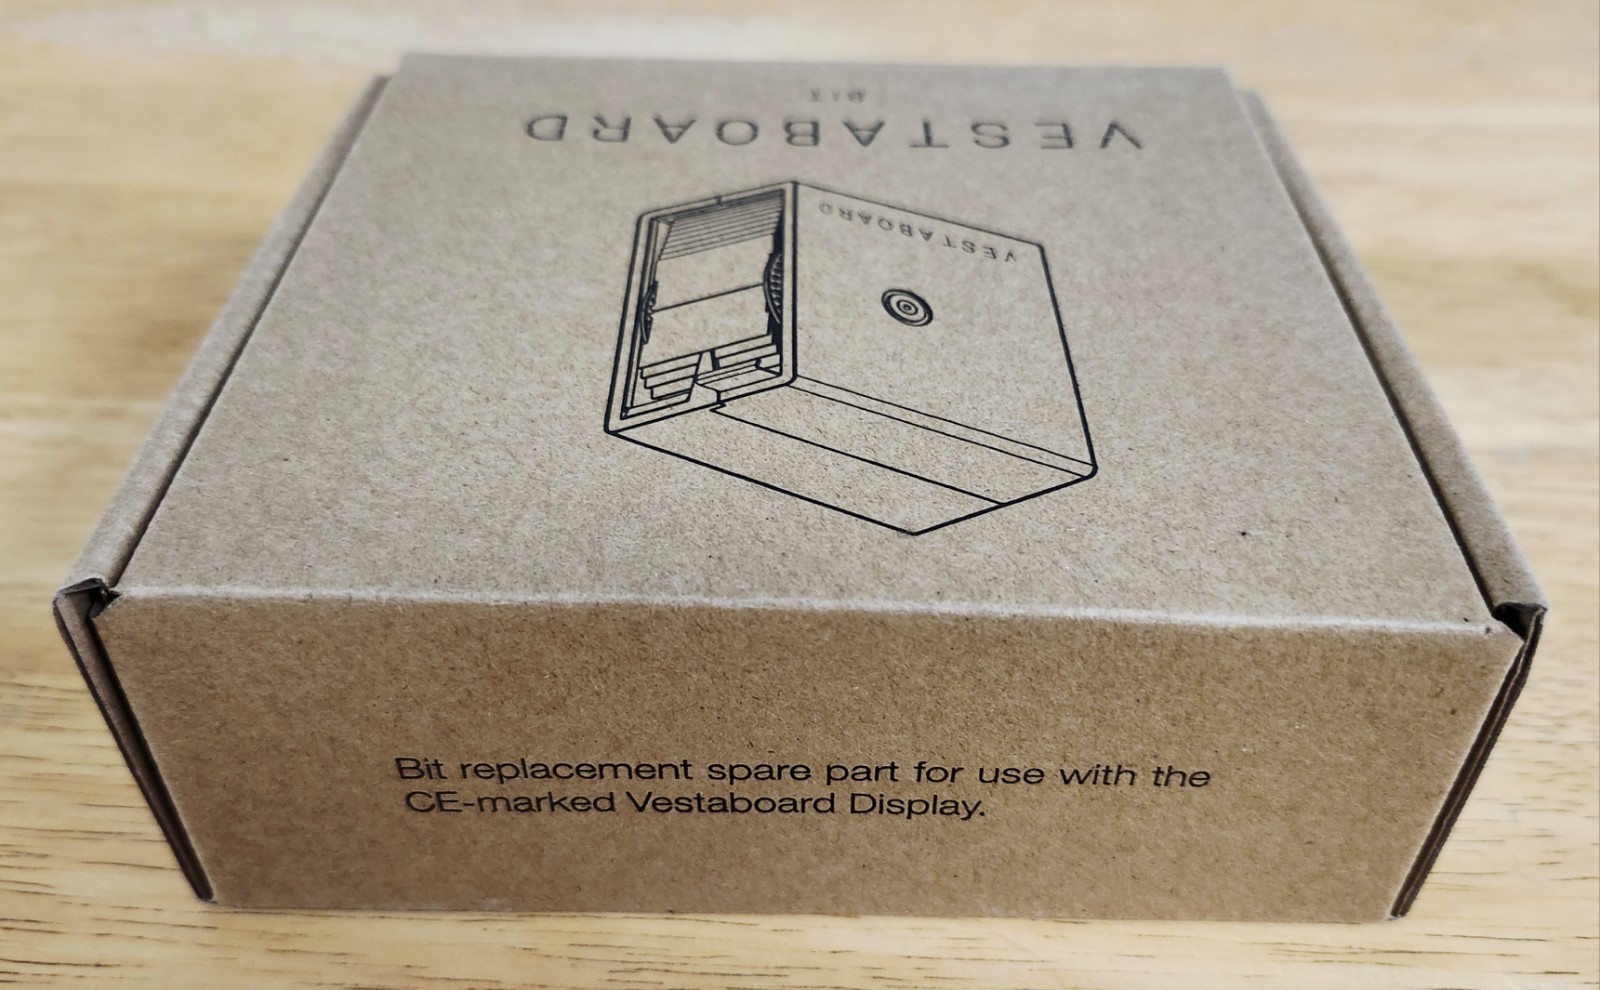 VESTABOARD
BIT
VESTABOARD
Bit replacement spare part for use with the
CE-marked Vestaboard Display.